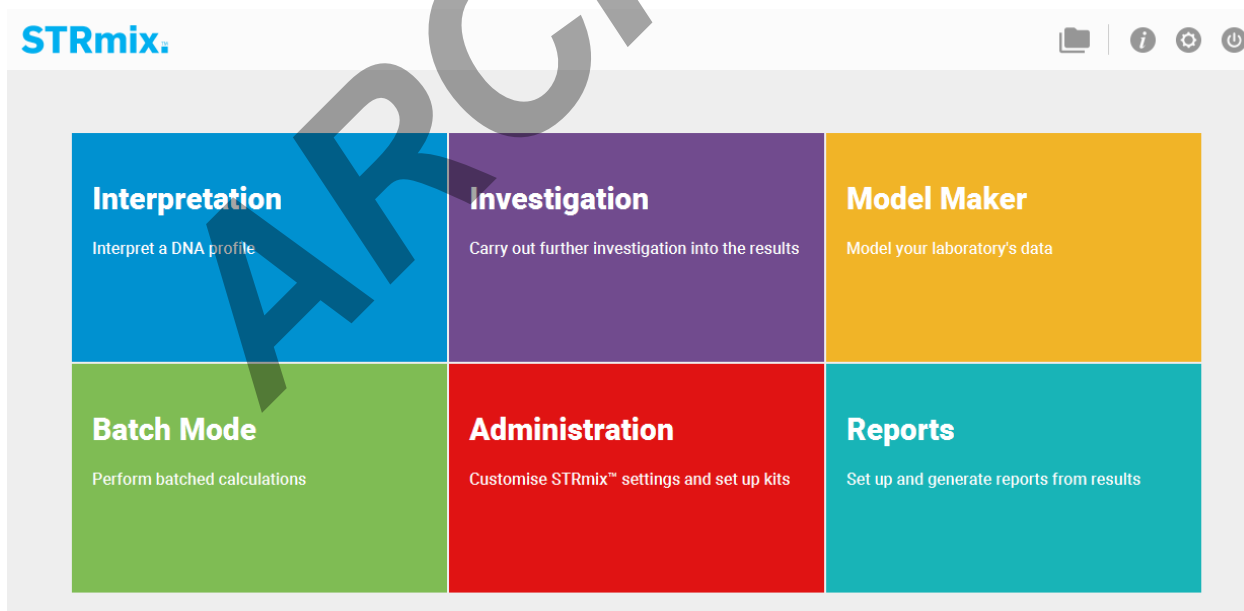 STRmix™
Interpretation
Interpret a DNA profile
Investigation
Carry out further investigation into the results
Model Maker
Model your laboratory's data
Batch Mode
Perform batched calculations
Administration
Customise STRmix™ settings and set up kits
Reports
Set up and generate reports from results